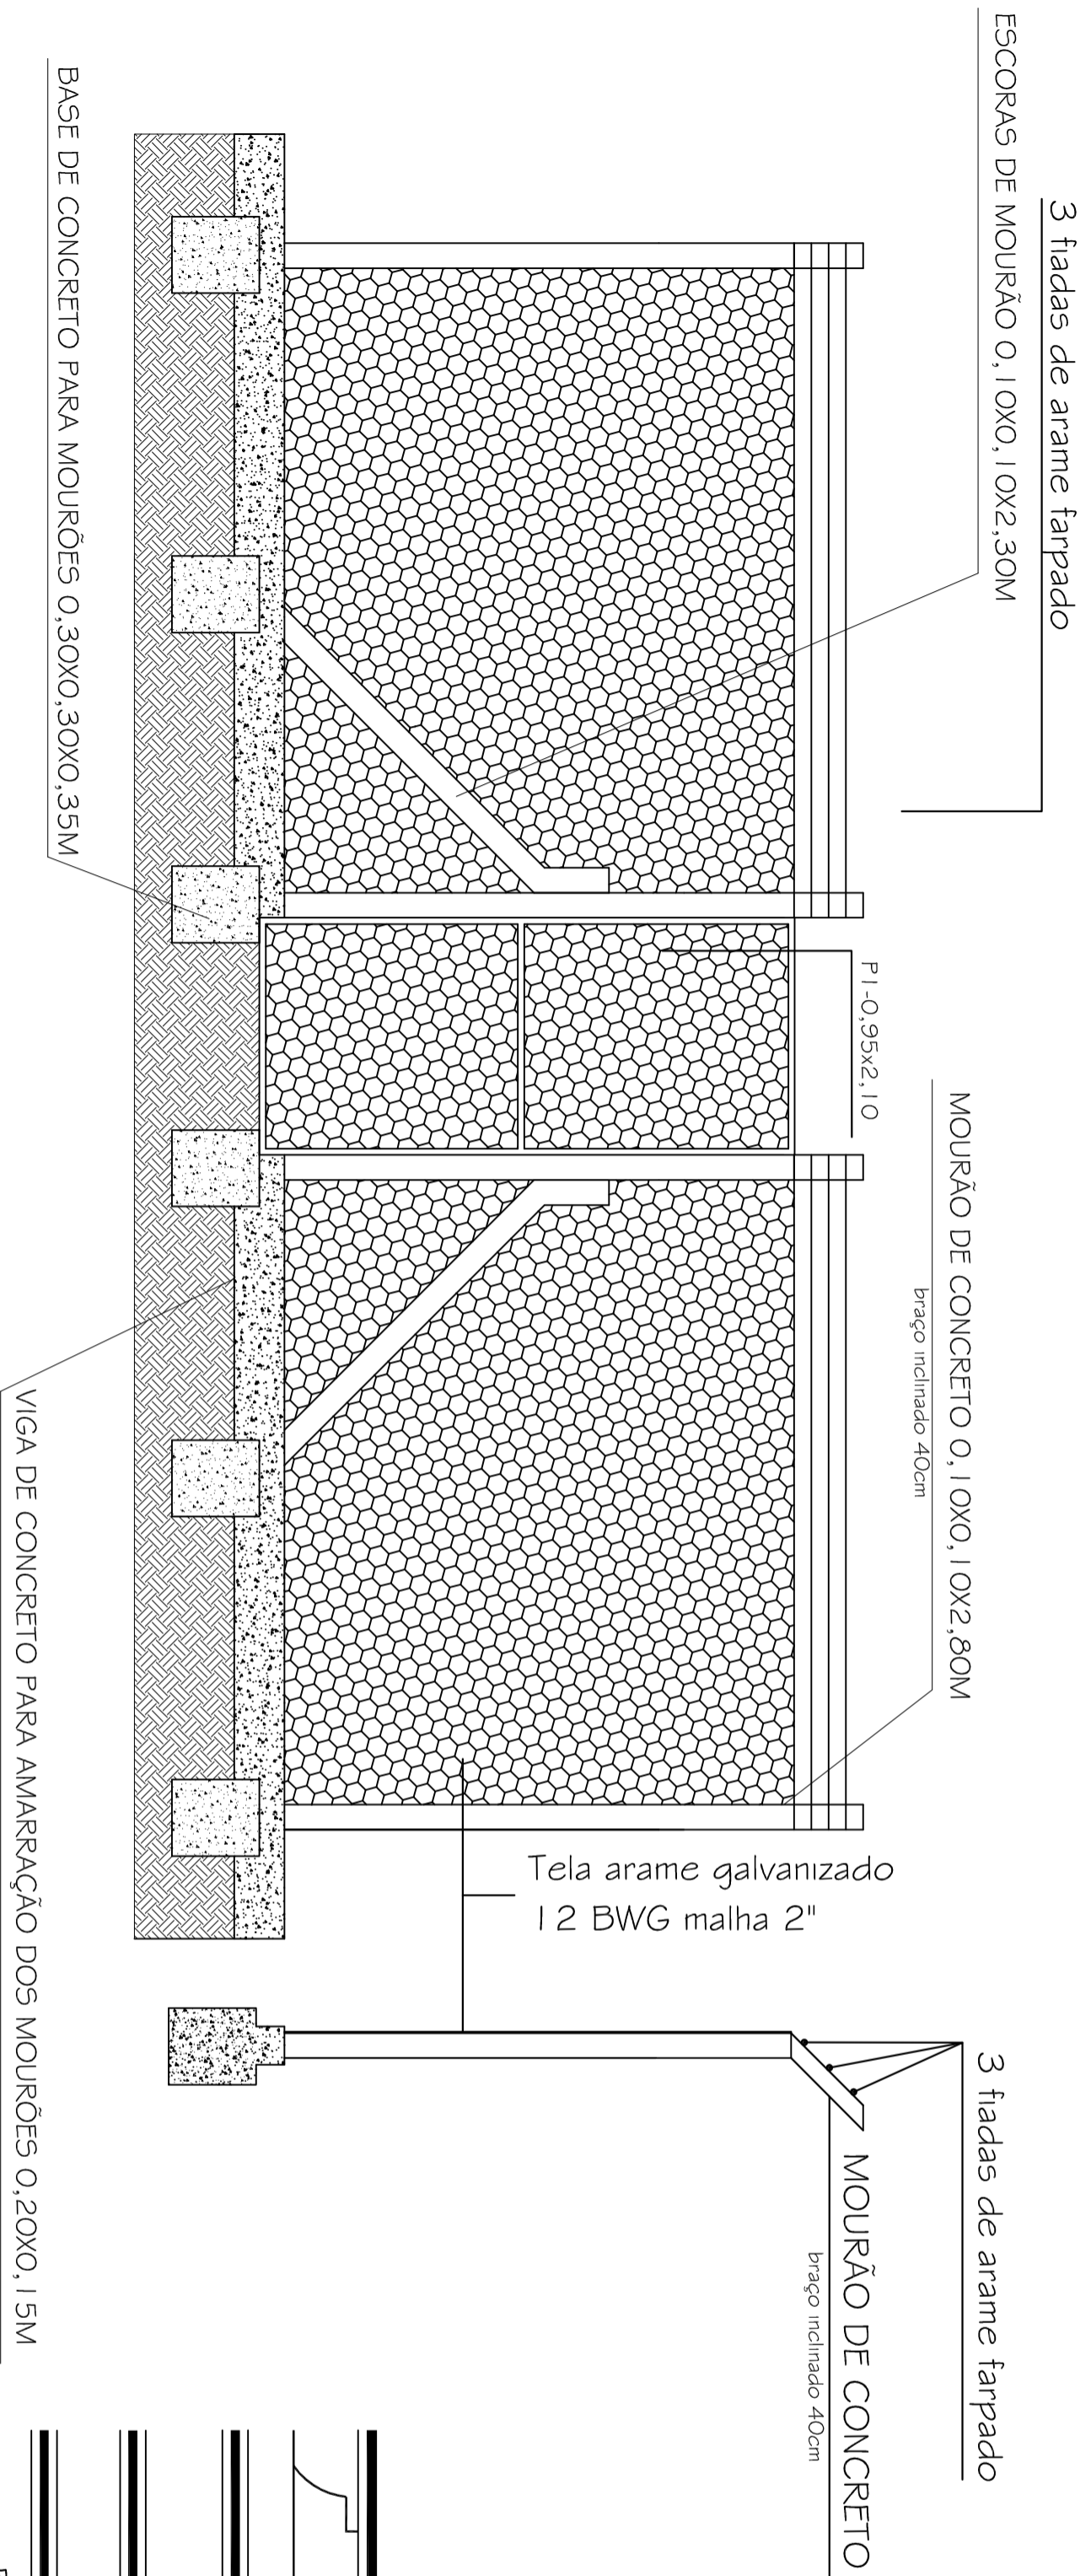 3 fiadas de arame farpado
ESCORAS DE MOURÃO 0,10X0,10X2,30M
P1-0,95x2,10
MOURÃO DE CONCRETO 0,10X0,10X2,80M
braço inclinado 40cm
BASE DE CONCRETO PARA MOURÕES 0,30X0,30X0,35M
VIGA DE CONCRETO PARA AMARRAÇÃO DOS MOURÕES 0,20X0,15M
Tela arame galvanizado
12 BWG malha 2"
3 fiadas de arame farpado
MOURÃO DE CONCRETO
braço inclinado 40cm